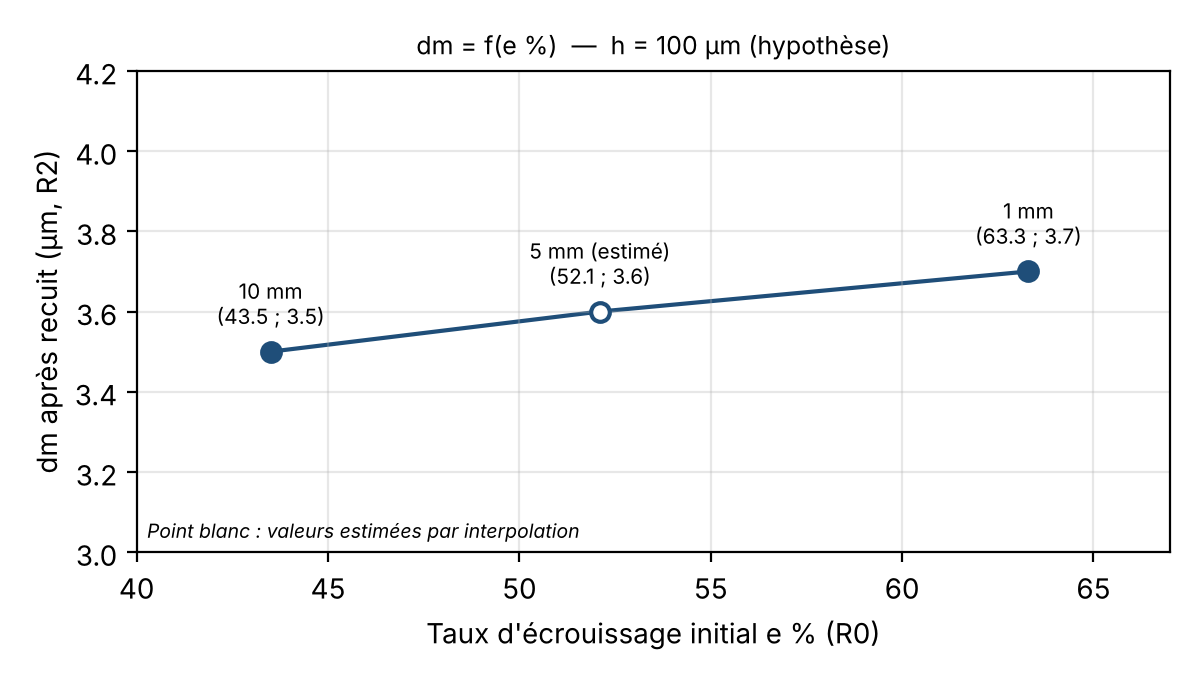 dm = f(e %) — h = 100 µm (hypothèse)
dm après recuit (µm, R2)
4.2
4.0
3.8
3.6
3.4
3.2
3.0
1 mm
(63.3 ; 3.7)
5 mm (estimé)
(52.1 ; 3.6)
10 mm
(43.5 ; 3.5)
Point blanc : valeurs estimées par interpolation
40 45 50 55 60 65
Taux d'écrouissage initial e % (R0)